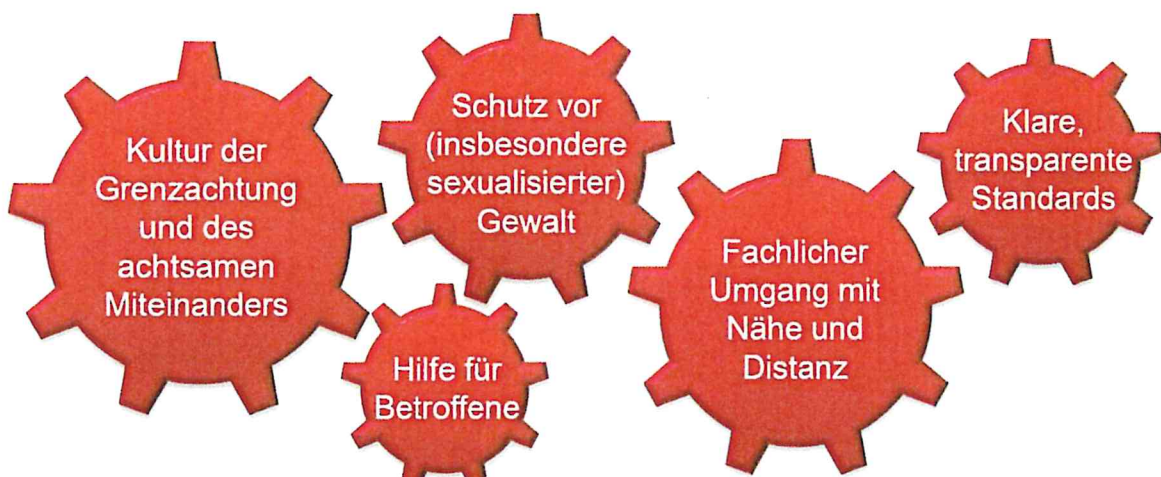 Kultur der
Grenzachtung
und des
achtsamen
Miteinanders
Schutz vor
(insbesondere
sexualisierter)
Gewalt
Hilfe für
Betroffene
Fachlicher
Umgang mit
Nähe und
Distanz
Klare,
transparente
Standards